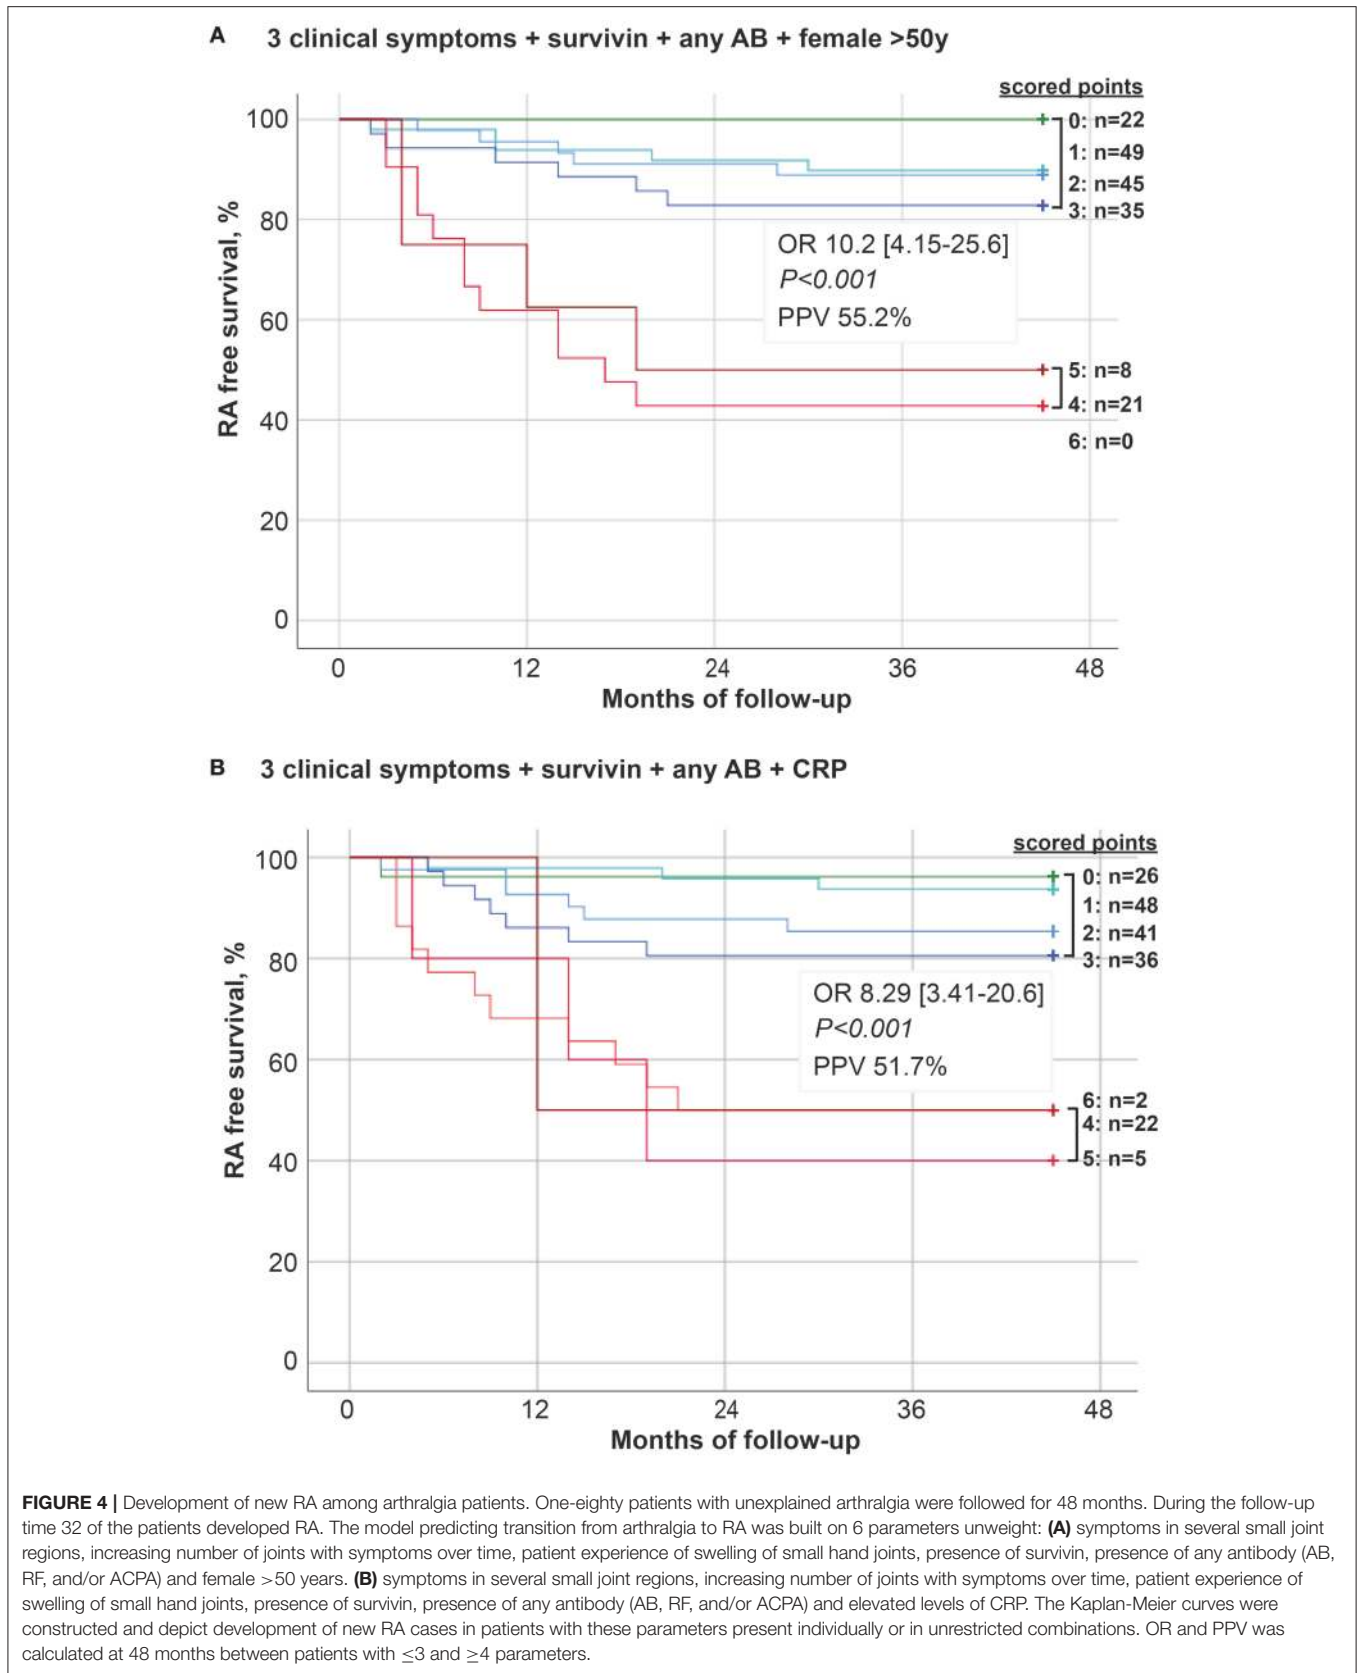 A 3 clinical symptoms + survivin + any AB + female >50y
scored points
100
80
60
40
20
0
RA free survival, %
0: n=22
1: n=49
2: n=45
3: n=35
OR 10.2 [4.15-25.6]
P<0.001
PPV 55.2%
5: n=8
4: n=21
6: n=0
0 12 24 36 48
Months of follow-up
B 3 clinical symptoms + survivin + any AB + CRP
scored points
100
80
60
40
20
0
RA free survival, %
0: n=26
1: n=48
2: n=41
3: n=36
OR 8.29 [3.41-20.6]
P<0.001
PPV 51.7%
6: n=2
4: n=22
5: n=5
0 12 24 36 48
Months of follow-up
FIGURE 4 | Development of new RA among arthralgia patients. One-eighty patients with unexplained arthralgia were followed for 48 months. During the follow-up
time 32 of the patients developed RA. The model predicting transition from arthralgia to RA was built on 6 parameters unweight: (A) symptoms in several small joint
regions, increasing number of joints with symptoms over time, patient experience of swelling of small hand joints, presence of survivin, presence of any antibody (AB,
RF, and/or ACPA) and female >50 years. (B) symptoms in several small joint regions, increasing number of joints with symptoms over time, patient experience of
swelling of small hand joints, presence of survivin, presence of any antibody (AB, RF, and/or ACPA) and elevated levels of CRP. The Kaplan-Meier curves were
constructed and depict development of new RA cases in patients with these parameters present individually or in unrestricted combinations. OR and PPV was
calculated at 48 months between patients with ≤3 and ≥4 parameters.